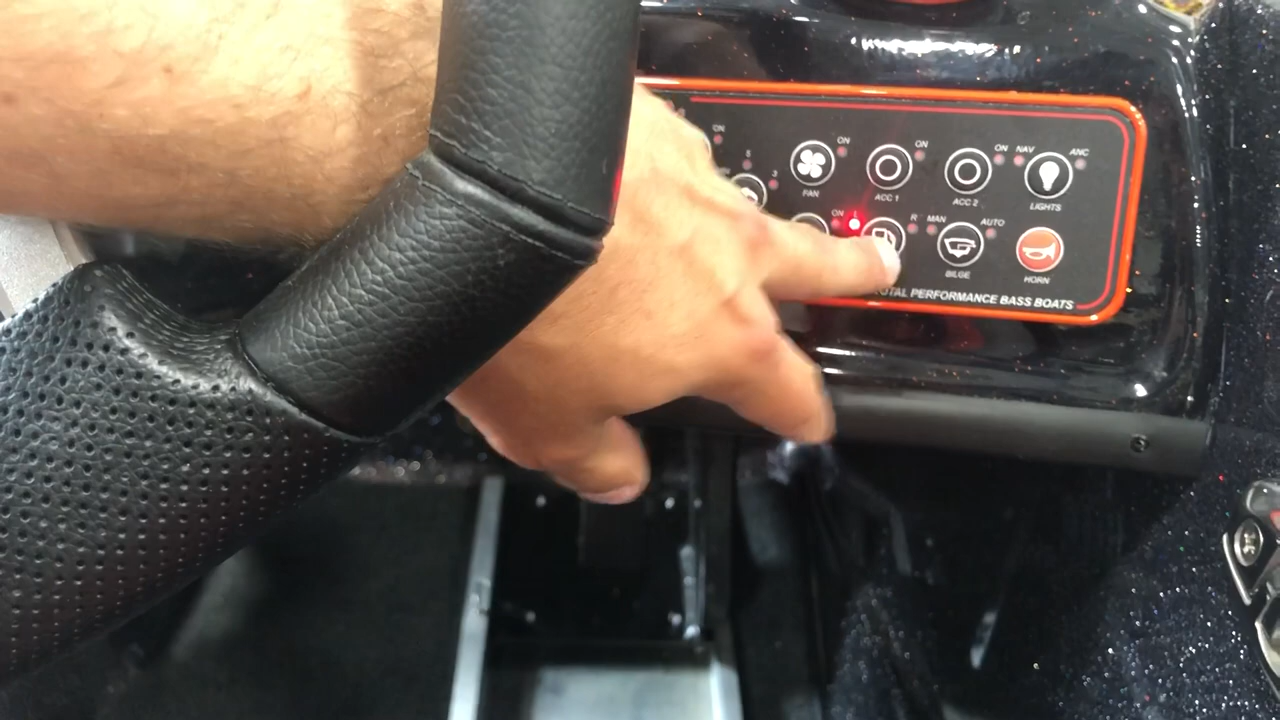 ON
ON
ON
ON NAV
ANC
FAN
ACC 1
ACC 2
LIGHTS
ON
L
R MAN
AUTO
BILGE
HORN
TOTAL PERFORMANCE BASS BOATS